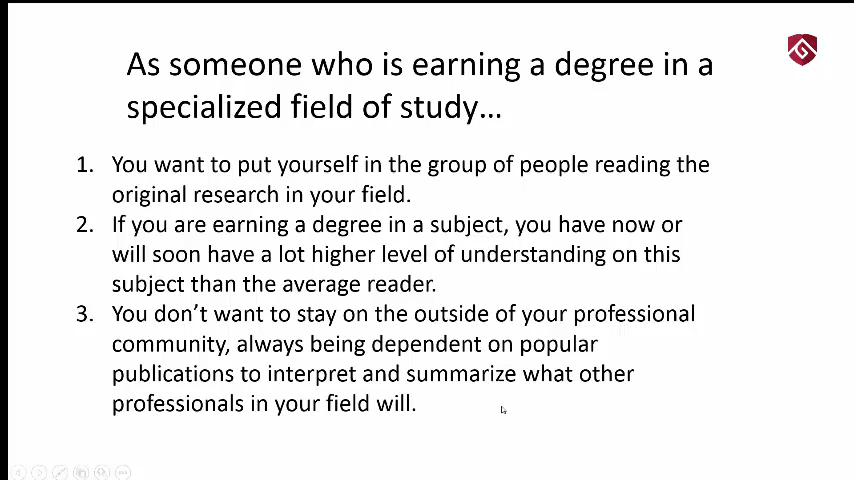 As someone who is earning a degree in a
specialized field of study…
1. You want to put yourself in the group of people reading the
original research in your field.
2. If you are earning a degree in a subject, you have now or
will soon have a lot higher level of understanding on this
subject than the average reader.
3. You don’t want to stay on the outside of your professional
community, always being dependent on popular
publications to interpret and summarize what other
professionals in your field will.